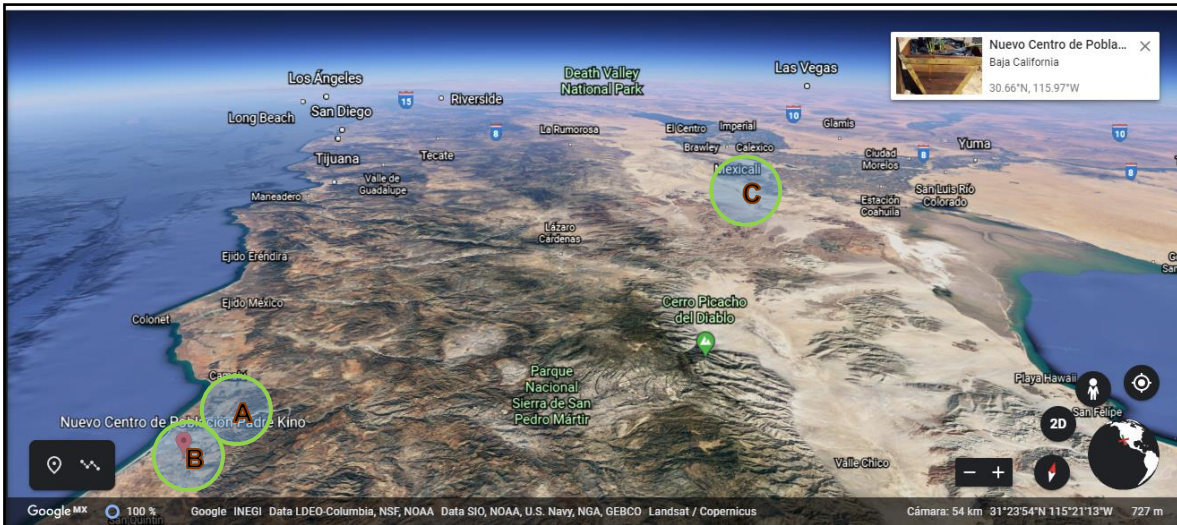 Nuevo Centro de Pobla...
Baja California
30.66°N, 115.97°W
Los Ángeles
Death Valley
National Park
Las Vegas
15
Riverside
Long Beach
San Diego
8
La Rumorosa
El Centro
Imperial
10
Glamis
10
Brawley
Calexico
Tijuana
Tecate
Mexicali
Ciudad
Morelos
8
Yuma
8
Valle de
Guadalupe
Maneadero
C
Estación
Coahuila
San Luis Río
Colorado
Lázaro
Cárdenas
Ejido Eréndira
Ejido México
Colonet
Cerro Picacho
del Diablo
Parque
Nacional
Sierra de San
Pedro Mártir
Playa Hawaii
San Felipe
A
Nuevo Centro de Población Padre Kino
B
2D
Valle Chico
Google MX
100 %
Google INEGI Data LDEO-Columbia, NSF, NOAA Data SIO, NOAA, U.S. Navy, NGA, GEBCO Landsat / Copernicus
Cámara: 54 km 31°23'54"N 115°21'13"W 727 m
San Quintín